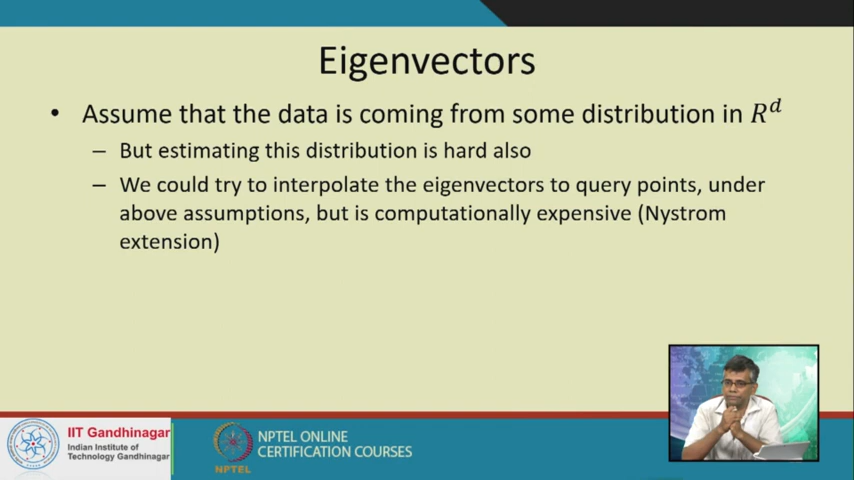 Eigenvectors
• Assume that the data is coming from some distribution in R^d
– But estimating this distribution is hard also
– We could try to interpolate the eigenvectors to query points, under
above assumptions, but is computationally expensive (Nystrom
extension)
IIT Gandhinagar
Indian Institute of
Technology Gandhinagar
NPTEL
NPTEL ONLINE
CERTIFICATION COURSES